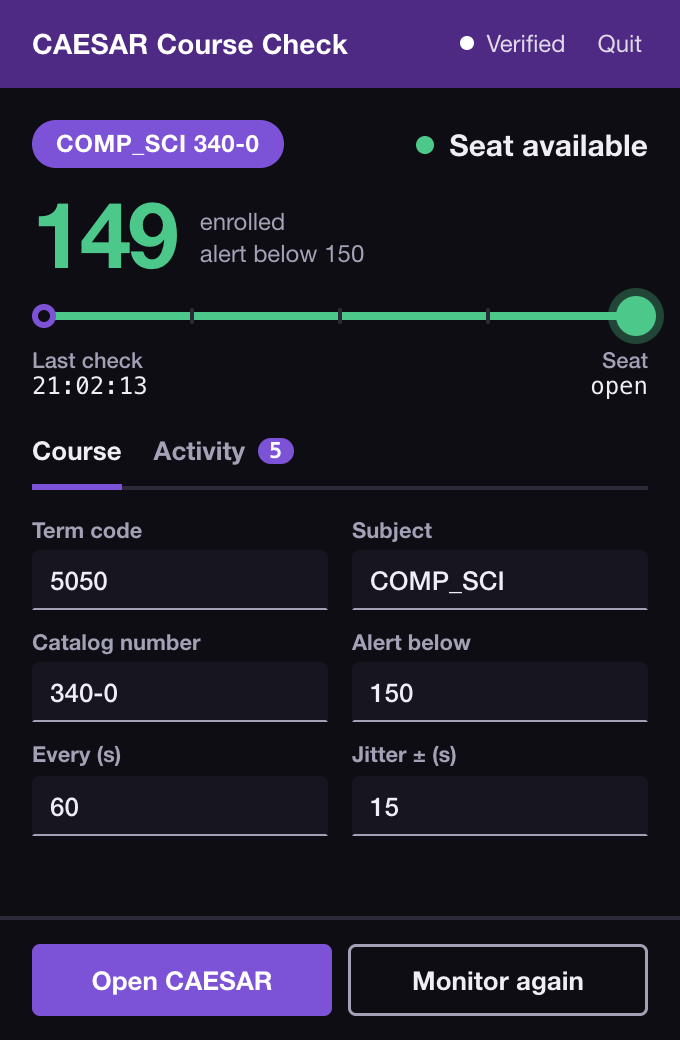 CAESAR Course Check
Verified
Quit
COMP_SCI 340-0
Seat available
149
enrolled
alert below 150
Last check
21:02:13
Seat
open
Course
Activity 5
Term code
Subject
5050
COMP_SCI
Catalog number
Alert below
340-0
150
Every (s)
Jitter ± (s)
60
15
Open CAESAR
Monitor again